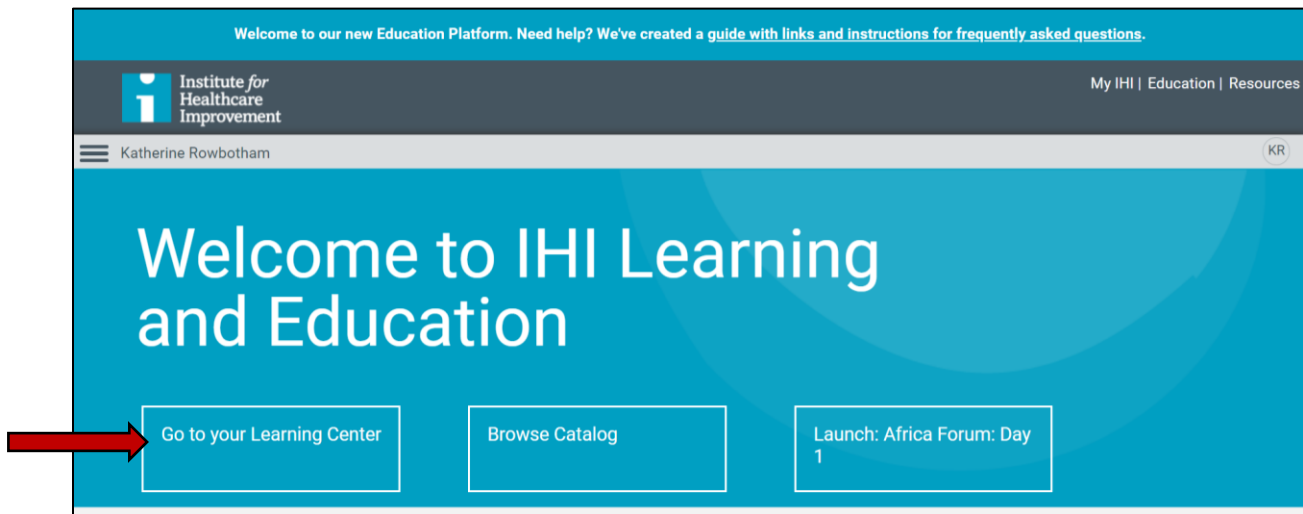 Welcome to our new Education Platform. Need help? We've created a guide with links and instructions for frequently asked questions.
Institute for
Healthcare
Improvement
My IHI | Education | Resources
Katherine Rowbotham
KR
Welcome to IHI Learning
and Education
Go to your Learning Center
Browse Catalog
Launch: Africa Forum: Day
1